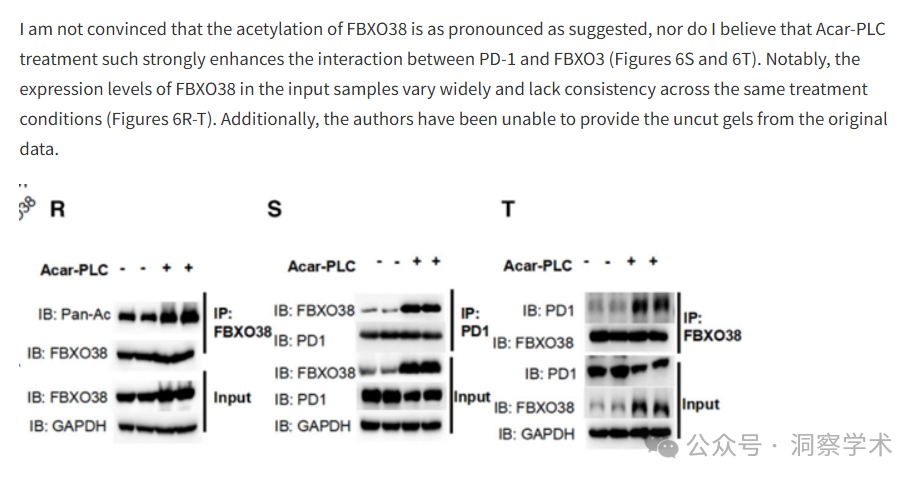 I am not convinced that the acetylation of FBXO38 is as pronounced as suggested, nor do I believe that Acar-PLC
treatment such strongly enhances the interaction between PD-1 and FBXO3 (Figures 6S and 6T). Notably, the
expression levels of FBXO38 in the input samples vary widely and lack consistency across the same treatment
conditions (Figures 6R-T). Additionally, the authors have been unable to provide the uncut gels from the original
data.
38
R
Acar-PLC - - + +
IB: Pan-Ac
IB: FBXO38
IP:
FBXO38
IB: FBXO38
IB: GAPDH
Input
S
Acar-PLC - - + +
IB: FBXO38
IB: PD1
IP:
PD1
IB: FBXO38
IB: PD1
IB: GAPDH
Input
T
Acar-PLC - - + +
IB: PD1
IB: FBXO38
IP:
FBXO38
IB: PD1
IB: FBXO38
IB: GAPDH
Input
公众号 · 洞察学术